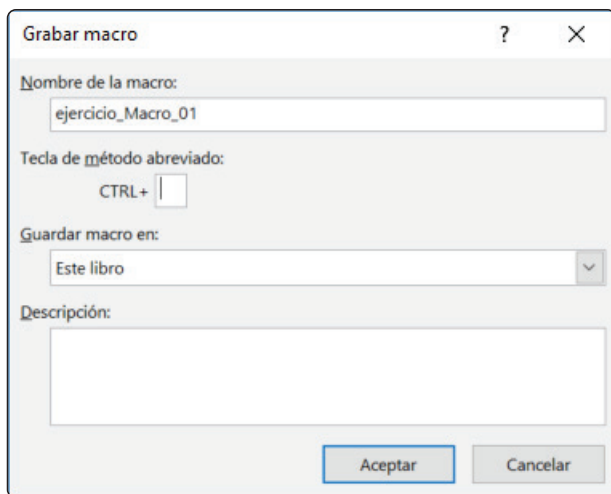 Grabar macro ?
Nombre de la macro:
ejercicio_Macro_01
Tecla de método abreviado:
CTRL+
Guardar macro en:
Este libro
Descripción:
Aceptar Cancelar